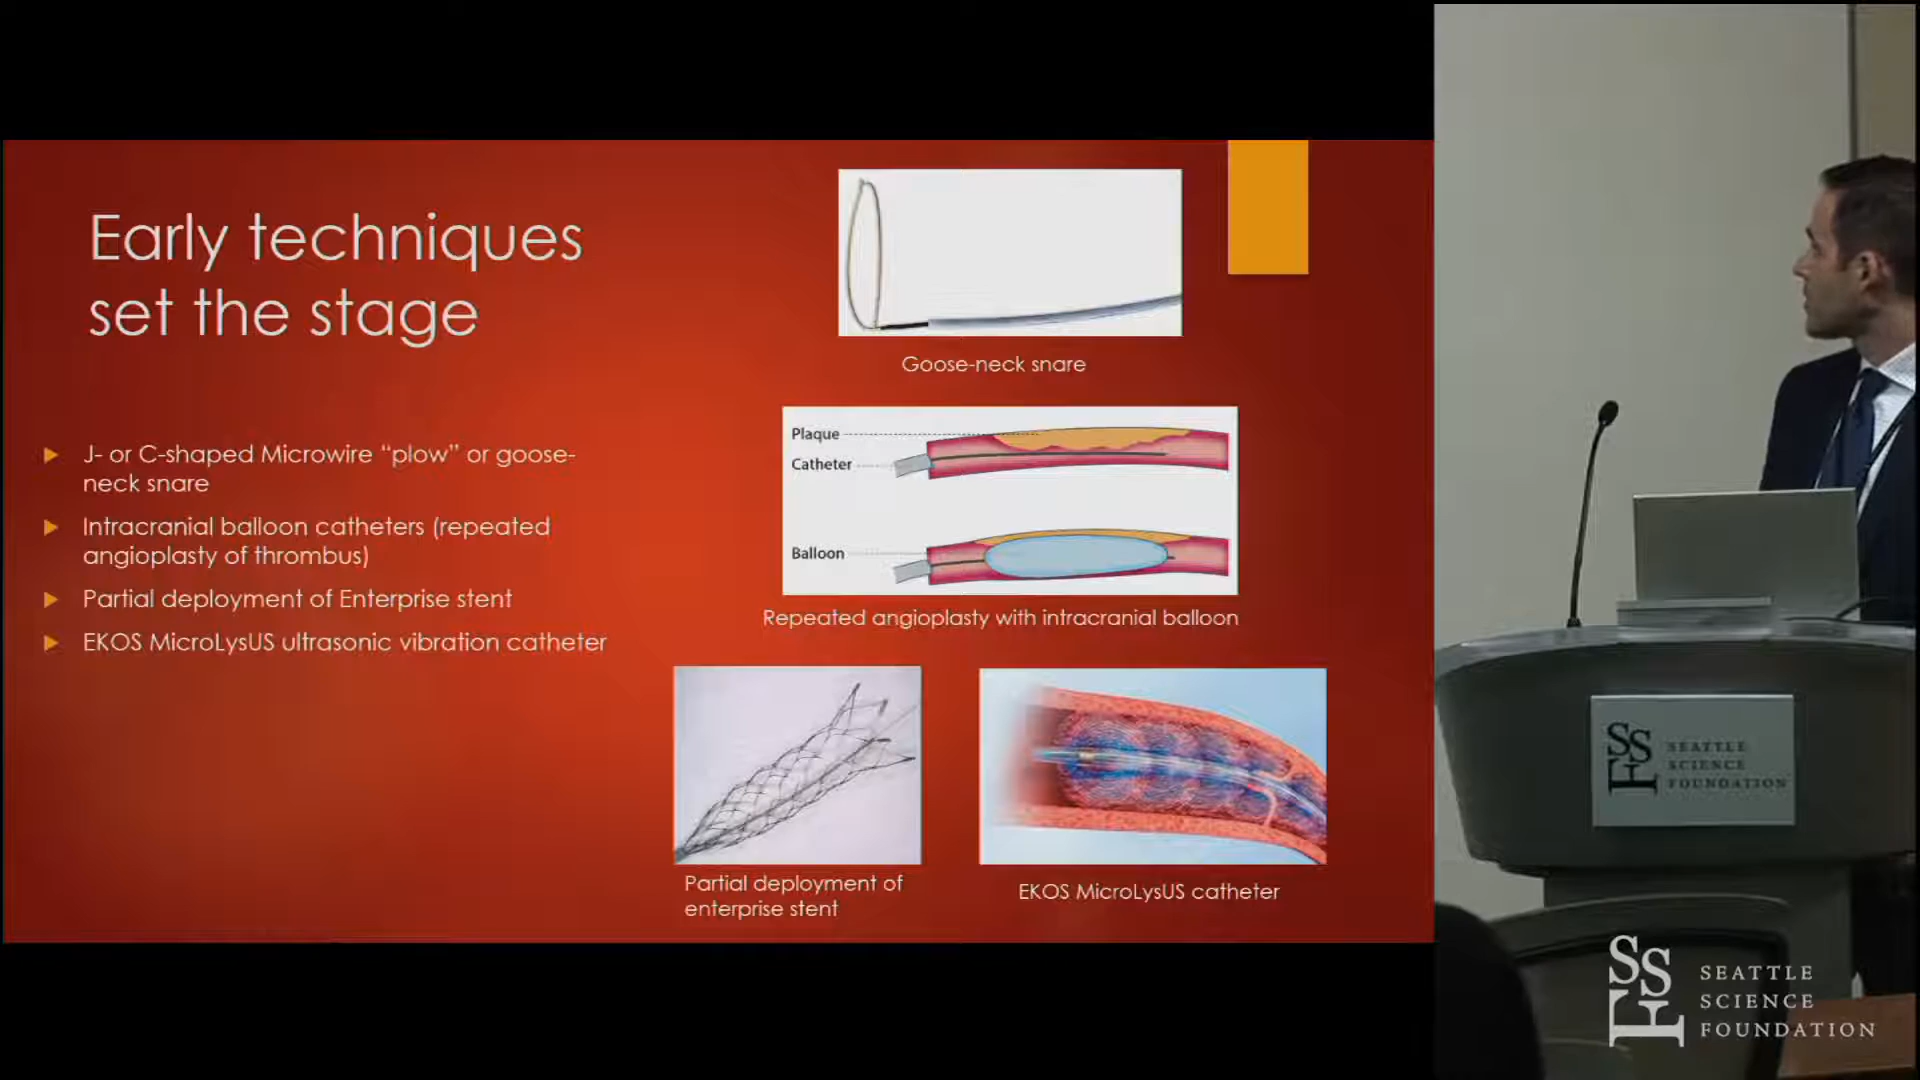 Early techniques
set the stage
J- or C-shaped Microwire “plow” or goose-
neck snare
Intracranial balloon catheters (repeated
angioplasty of thrombus)
Partial deployment of Enterprise stent
EKOS MicroLysUS ultrasonic vibration catheter
Goose-neck snare
Plaque
Catheter
Balloon
Repeated angioplasty with intracranial balloon
Partial deployment of
enterprise stent
EKOS MicroLysUS catheter
SSF
SEATTLE
SCIENCE
FOUNDATION
SSF
SEATTLE
SCIENCE
FOUNDATION